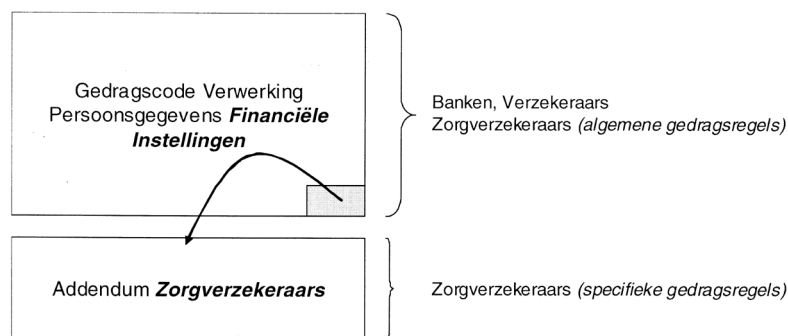 Gedragscode Verwerking
Persoonsgegevens Financiële
Instellingen
Banken, Verzekeraars
Zorgverzekeraars (algemene gedragsregels)
Addendum Zorgverzekeraars
Zorgverzekeraars (specifieke gedragsregels)